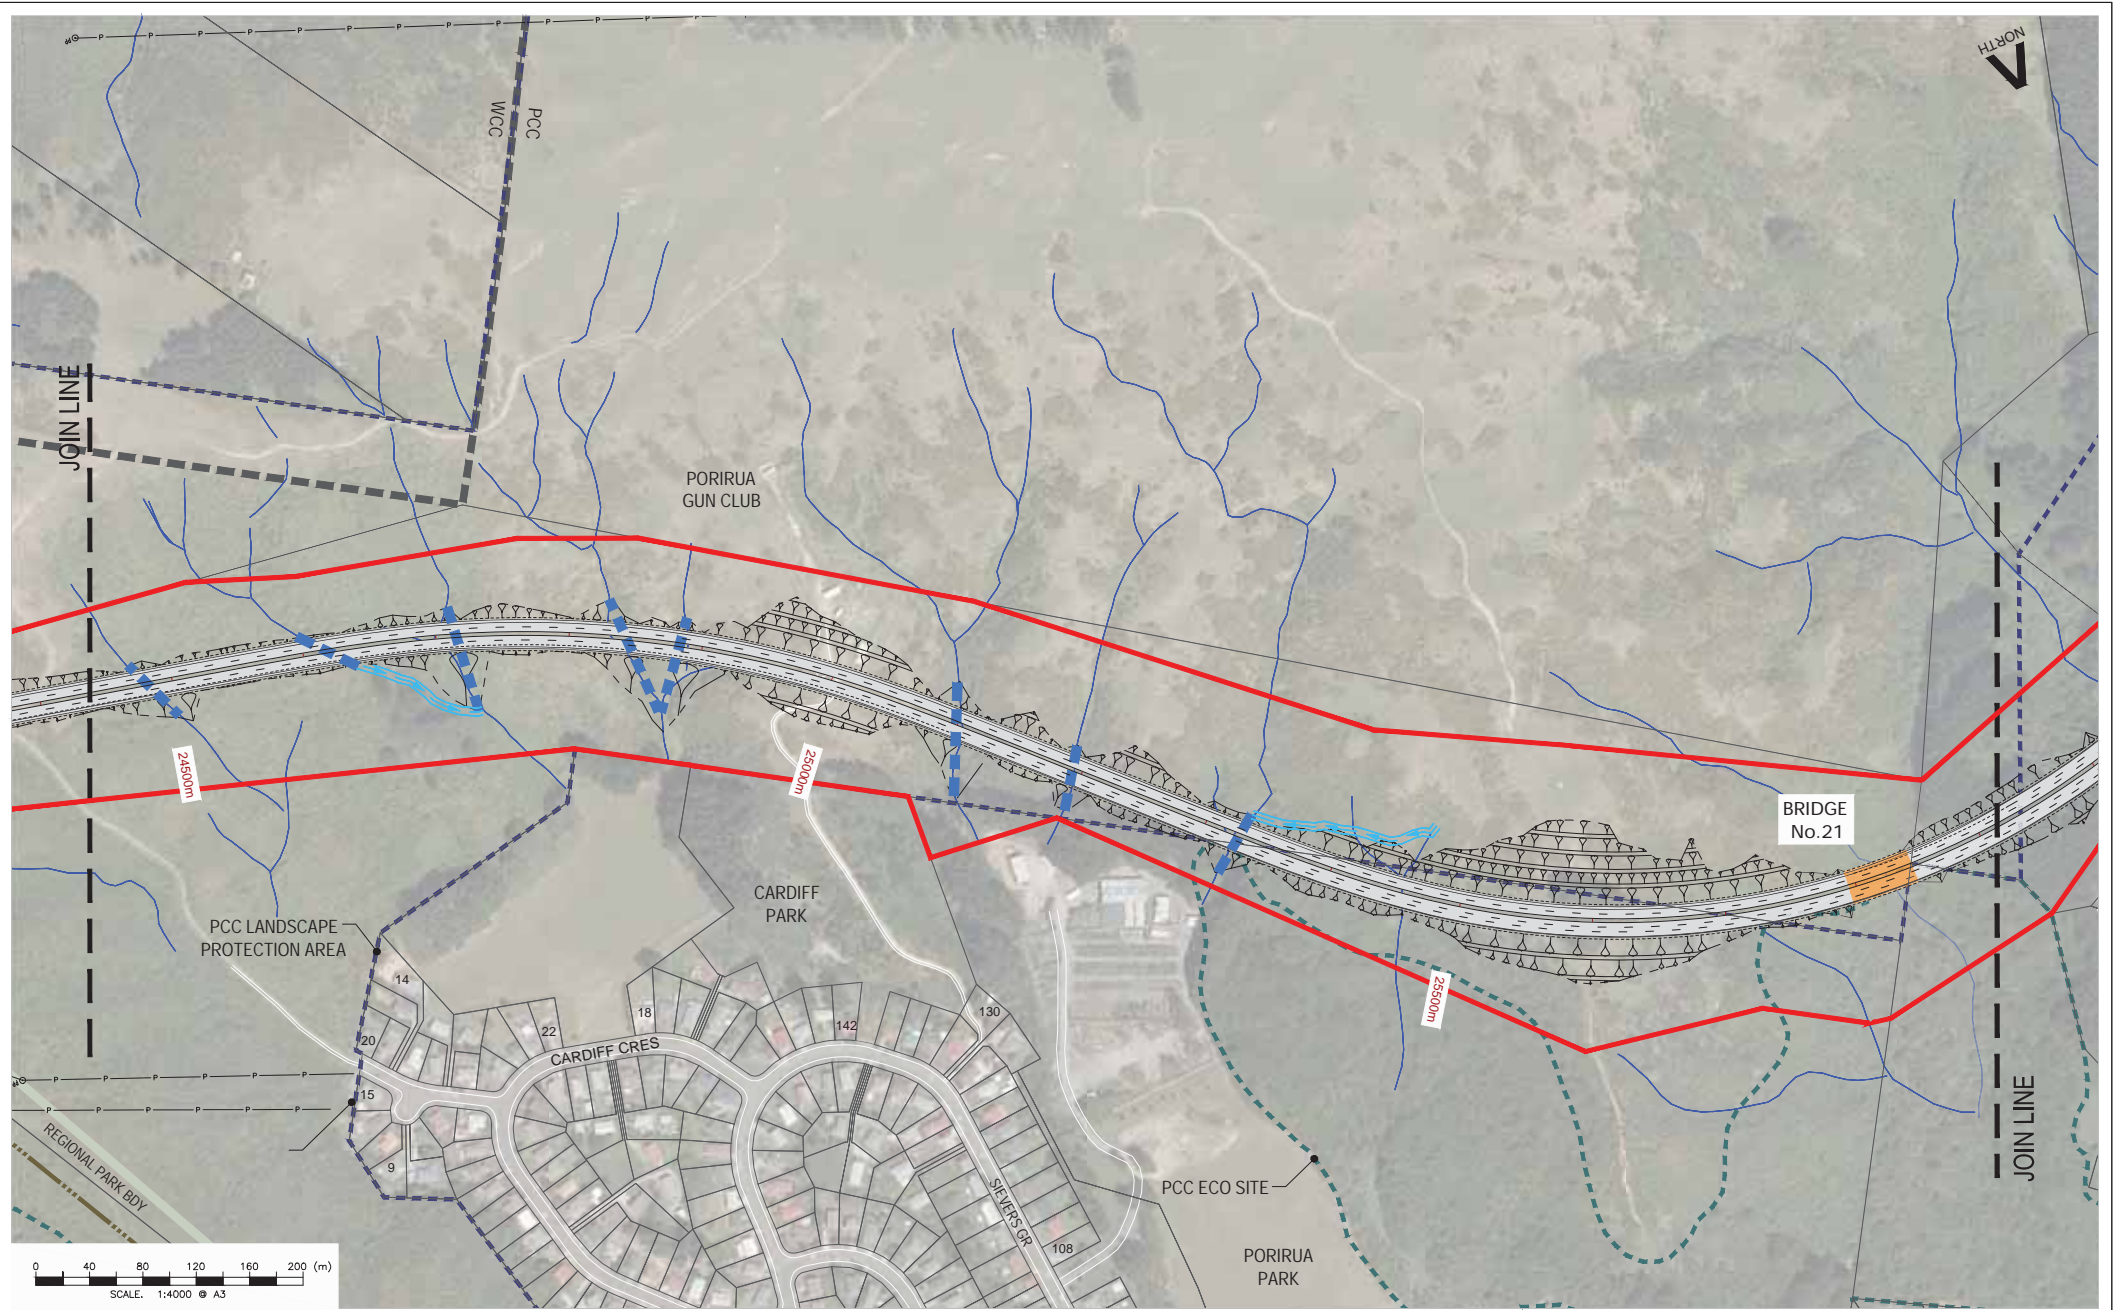 P P P P P P P P P P P P
NORTH
PCC
WCC
JOIN LINE
PORIRUA
GUN CLUB
24500m
25000m
BRIDGE
No.21
CARDIFF
PARK
PCC LANDSCAPE
PROTECTION AREA
14
25500m
18
142
130
22
20
CARDIFF CRES
15
P P P P P P P
P P P P P P
JOIN LINE
REGIONAL PARK BDY
9
PCC ECO SITE
SIEVERS GR
108
PORIRUA
PARK
0 40 80 120 160 200 (m)
SCALE. 1:4000 @ A3